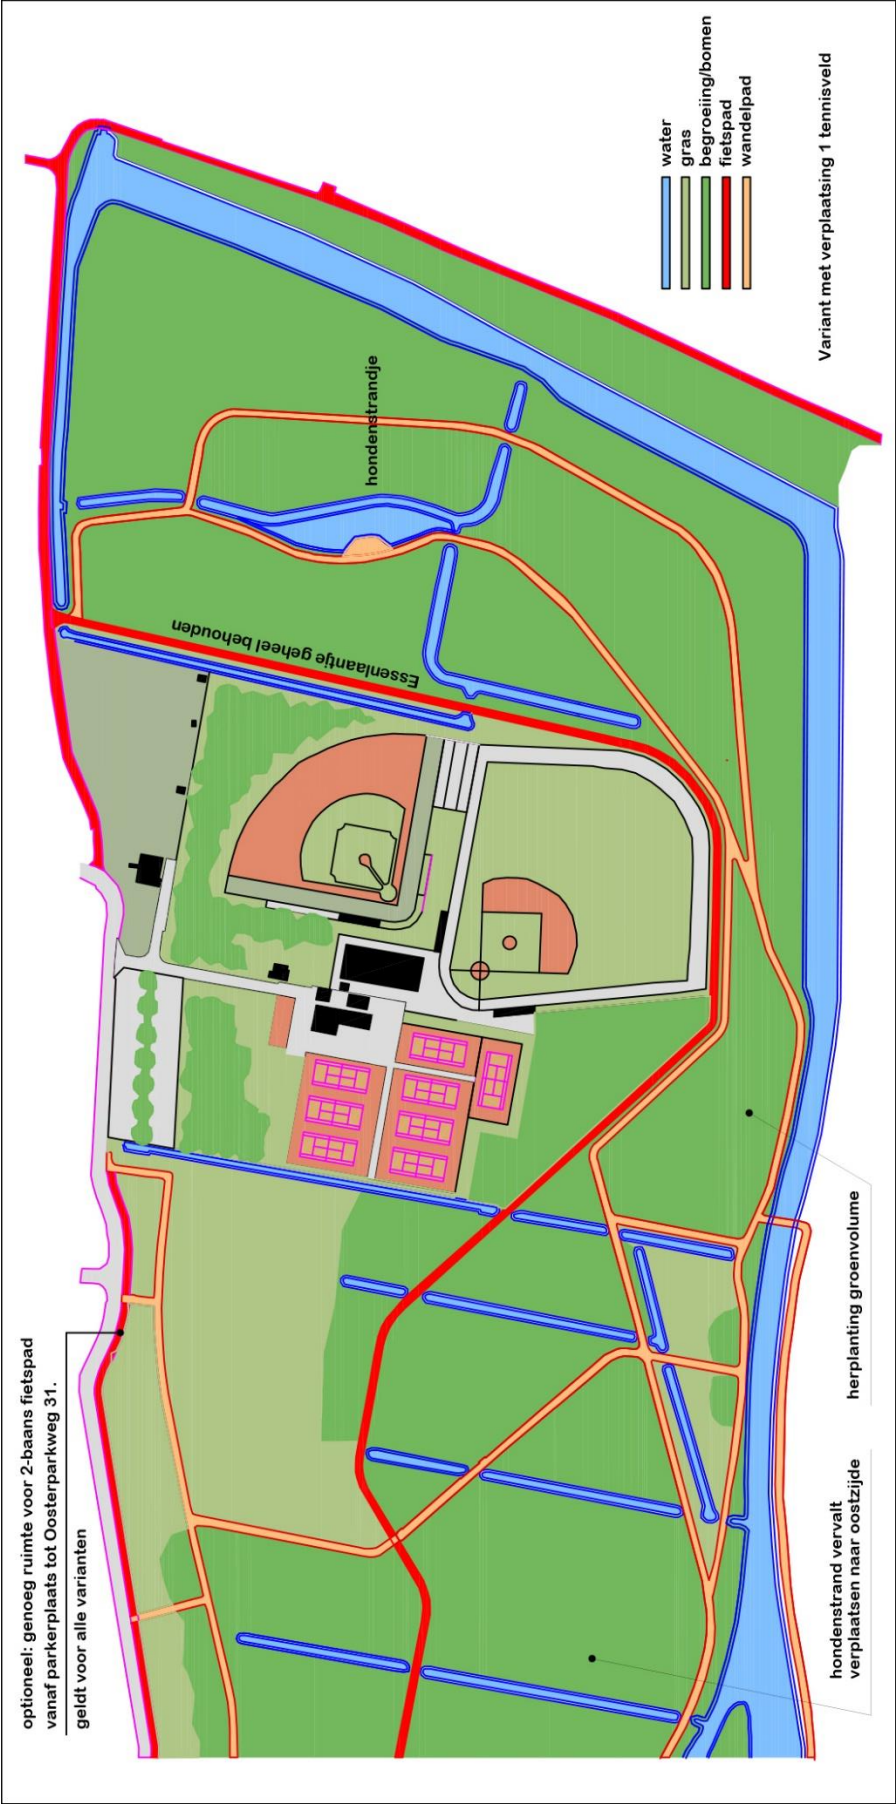 optioneel: genoeg ruimte voor 2-baans fietspad
vanaf parkerplaats tot Oosterparkweg 31.
geldt voor alle varianten
hondenstrandje
Essenlaantje geheel behouden
water
gras
begroeiing/bomen
fietspad
wandelpad
Variant met verplaatsing 1 tennisveld
hondenstrand vervalt
verplaatsen naar oostzijde
herplanting groenvolume